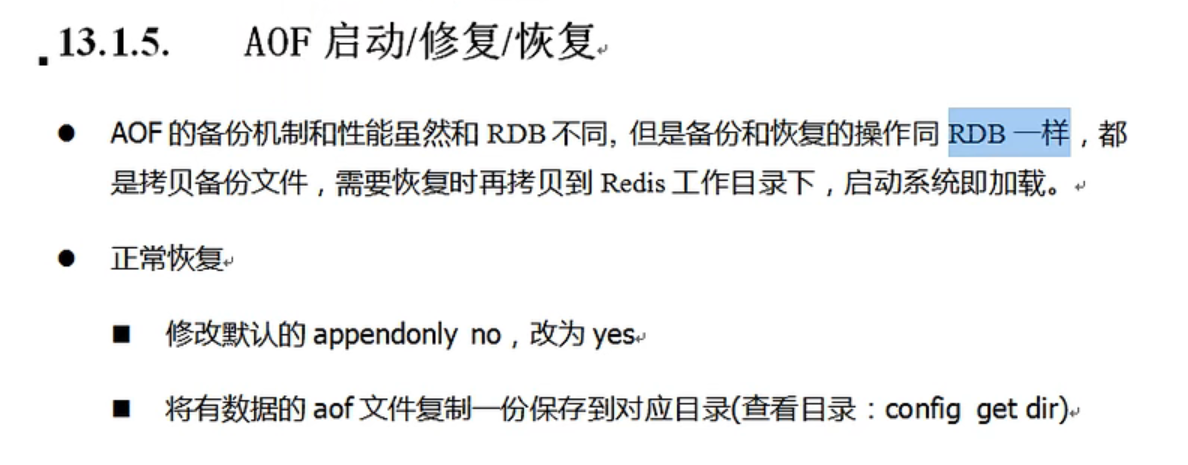 13.1.5. AOF 启动/修复/恢复
AOF 的备份机制和性能虽然和 RDB 不同, 但是备份和恢复的操作同 RDB 一样，都
是拷贝备份文件，需要恢复时再拷贝到 Redis 工作目录下，启动系统即加载。
正常恢复
修改默认的 appendonly no，改为 yes
将有数据的 aof 文件复制一份保存到对应目录(查看目录：config get dir)